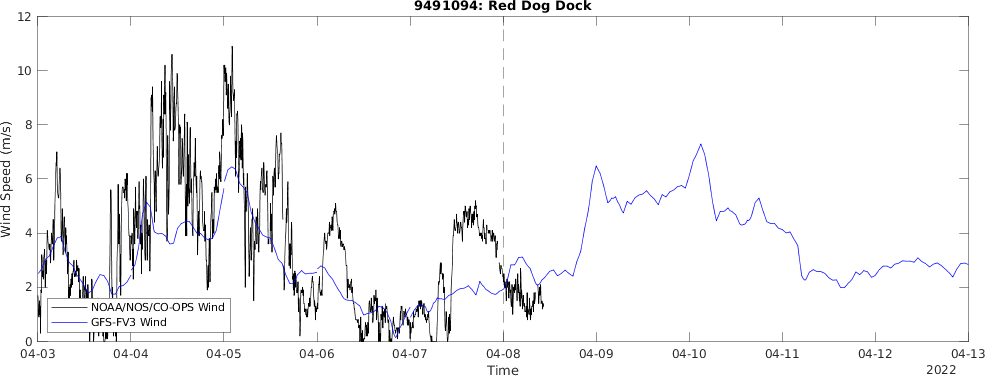 9491094: Red Dog Dock
Wind Speed (m/s)
12
10
8
6
4
2
0
NOAA/NOS/CO-OPS Wind
GFS-FV3 Wind
04-03 04-04 04-05 04-06 04-07 04-08 04-09 04-10 04-11 04-12 04-13
Time
2022